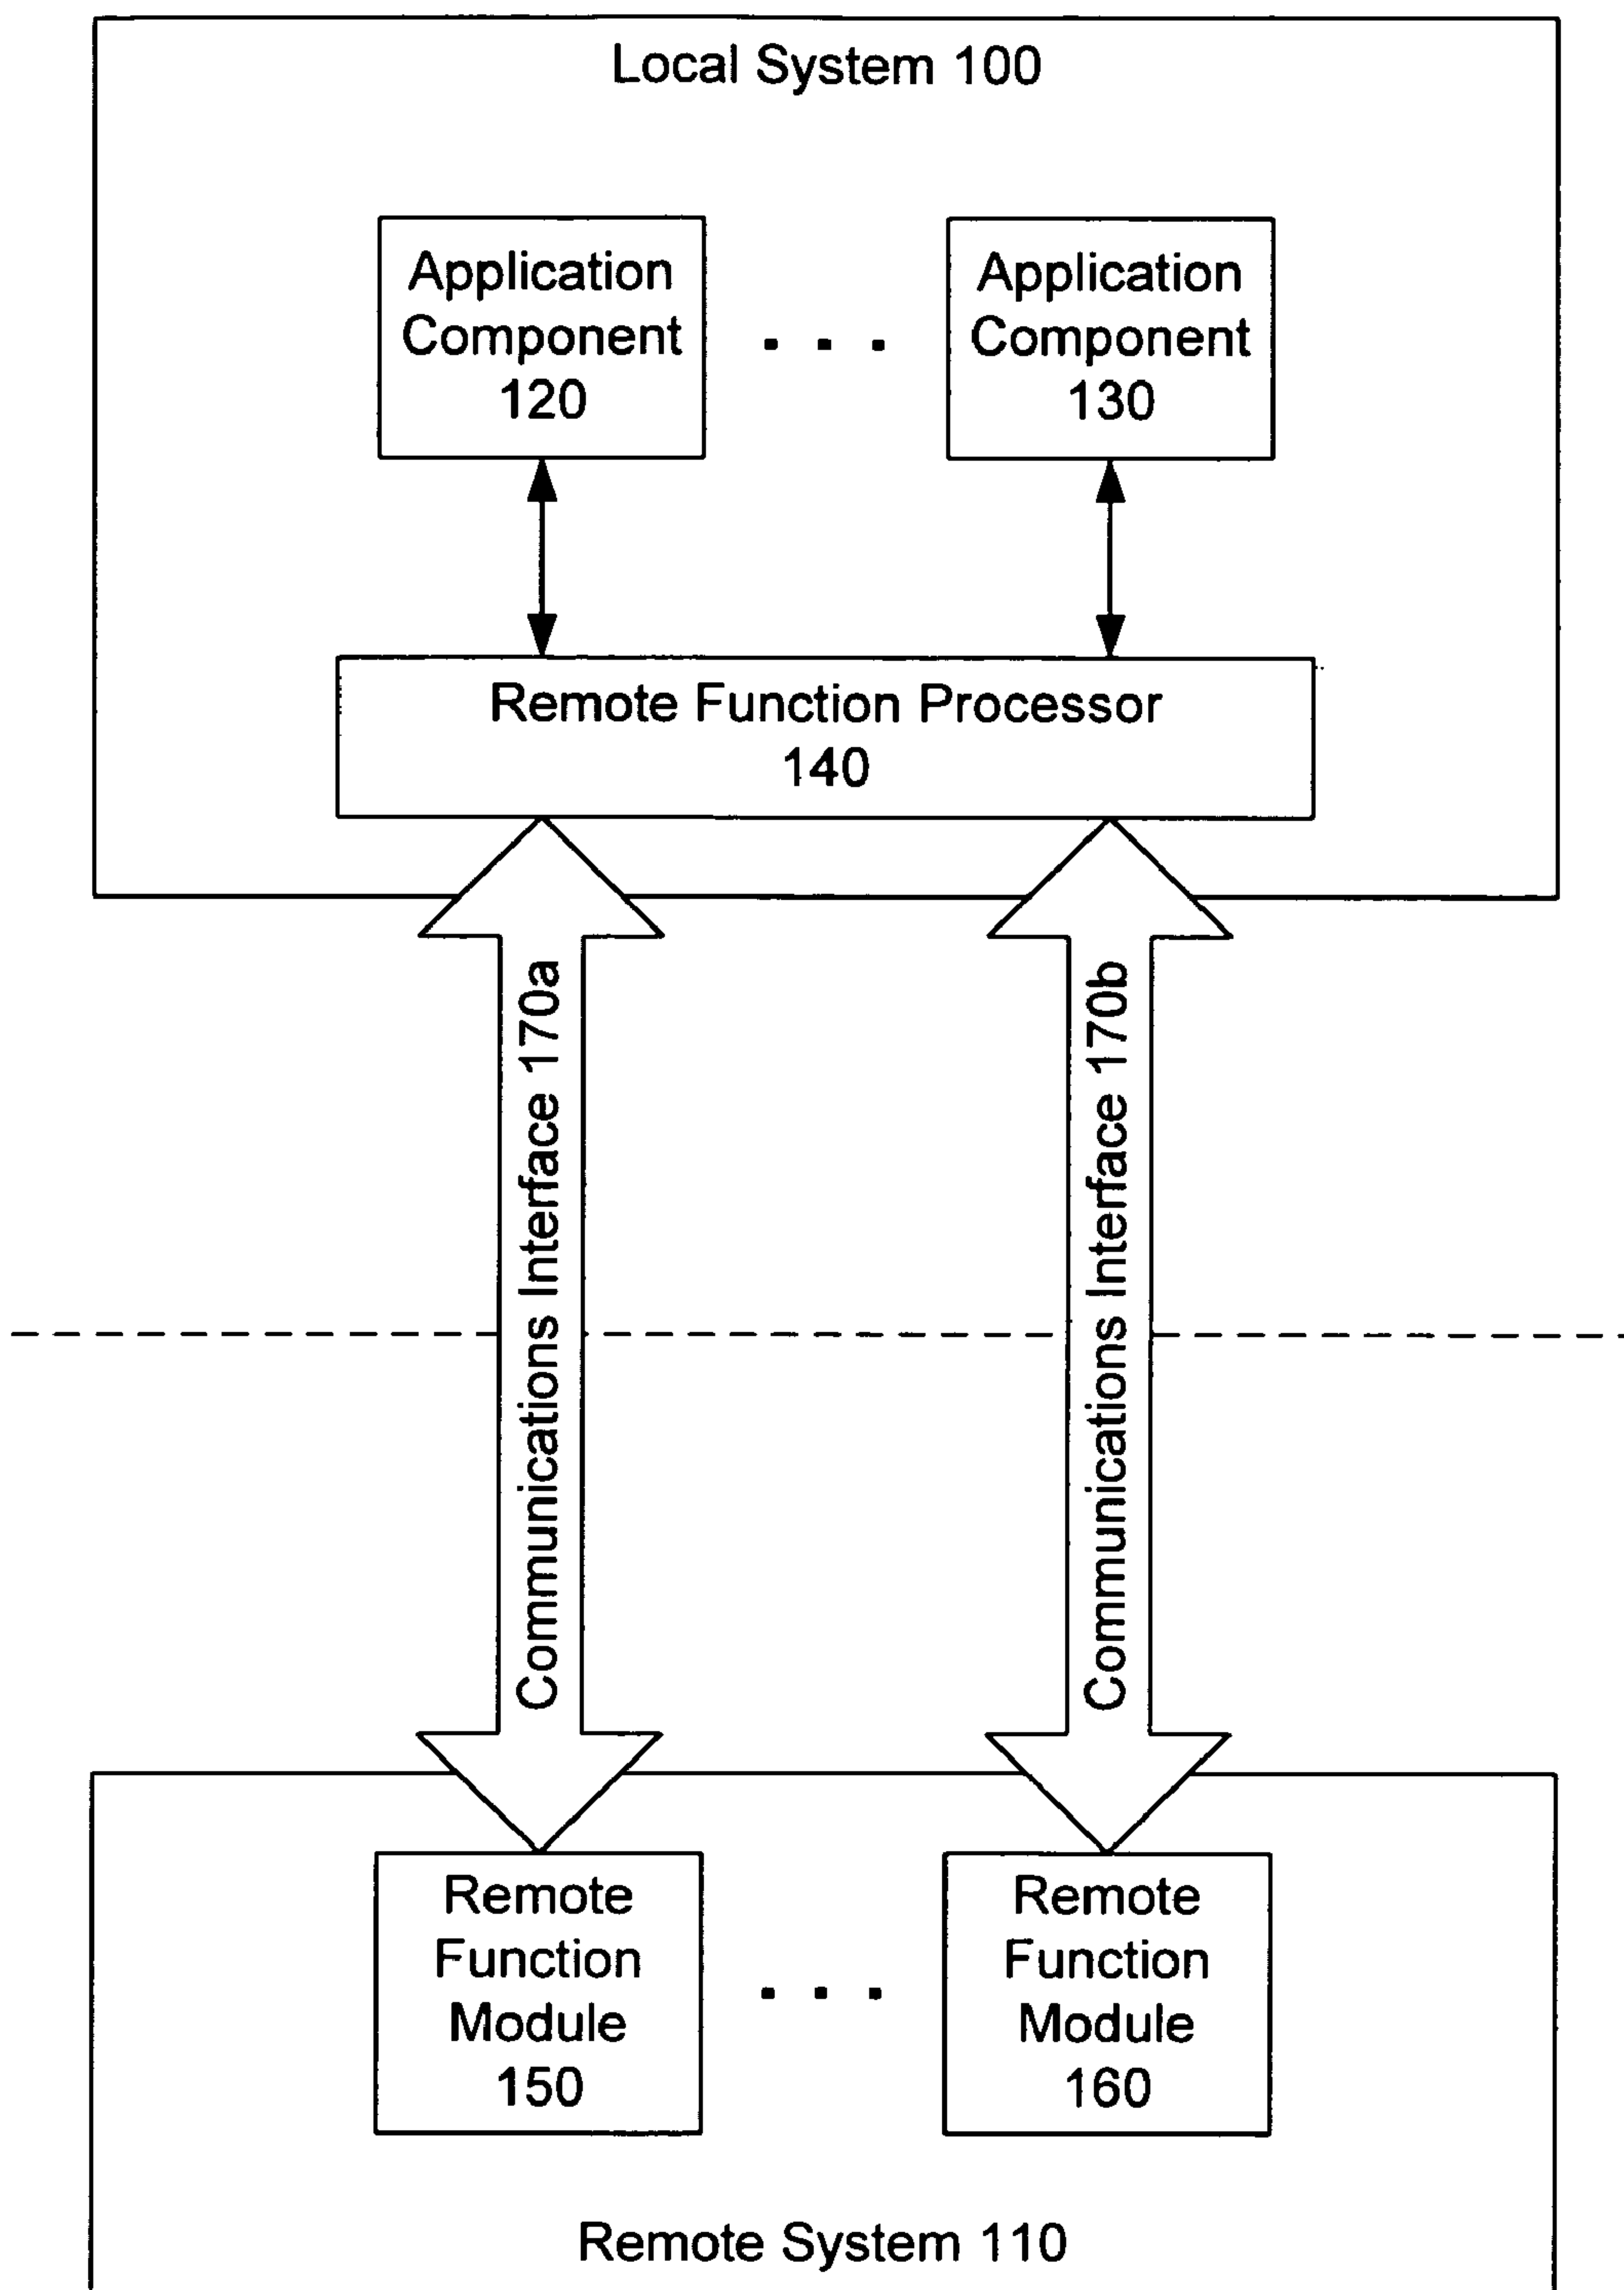 Local System 100
Application
Component
120
. . .
Application
Component
130
Remote Function Processor
140
Communications Interface 170a
Communications Interface 170b
Remote
Function
Module
150
. . .
Remote
Function
Module
160
Remote System 110